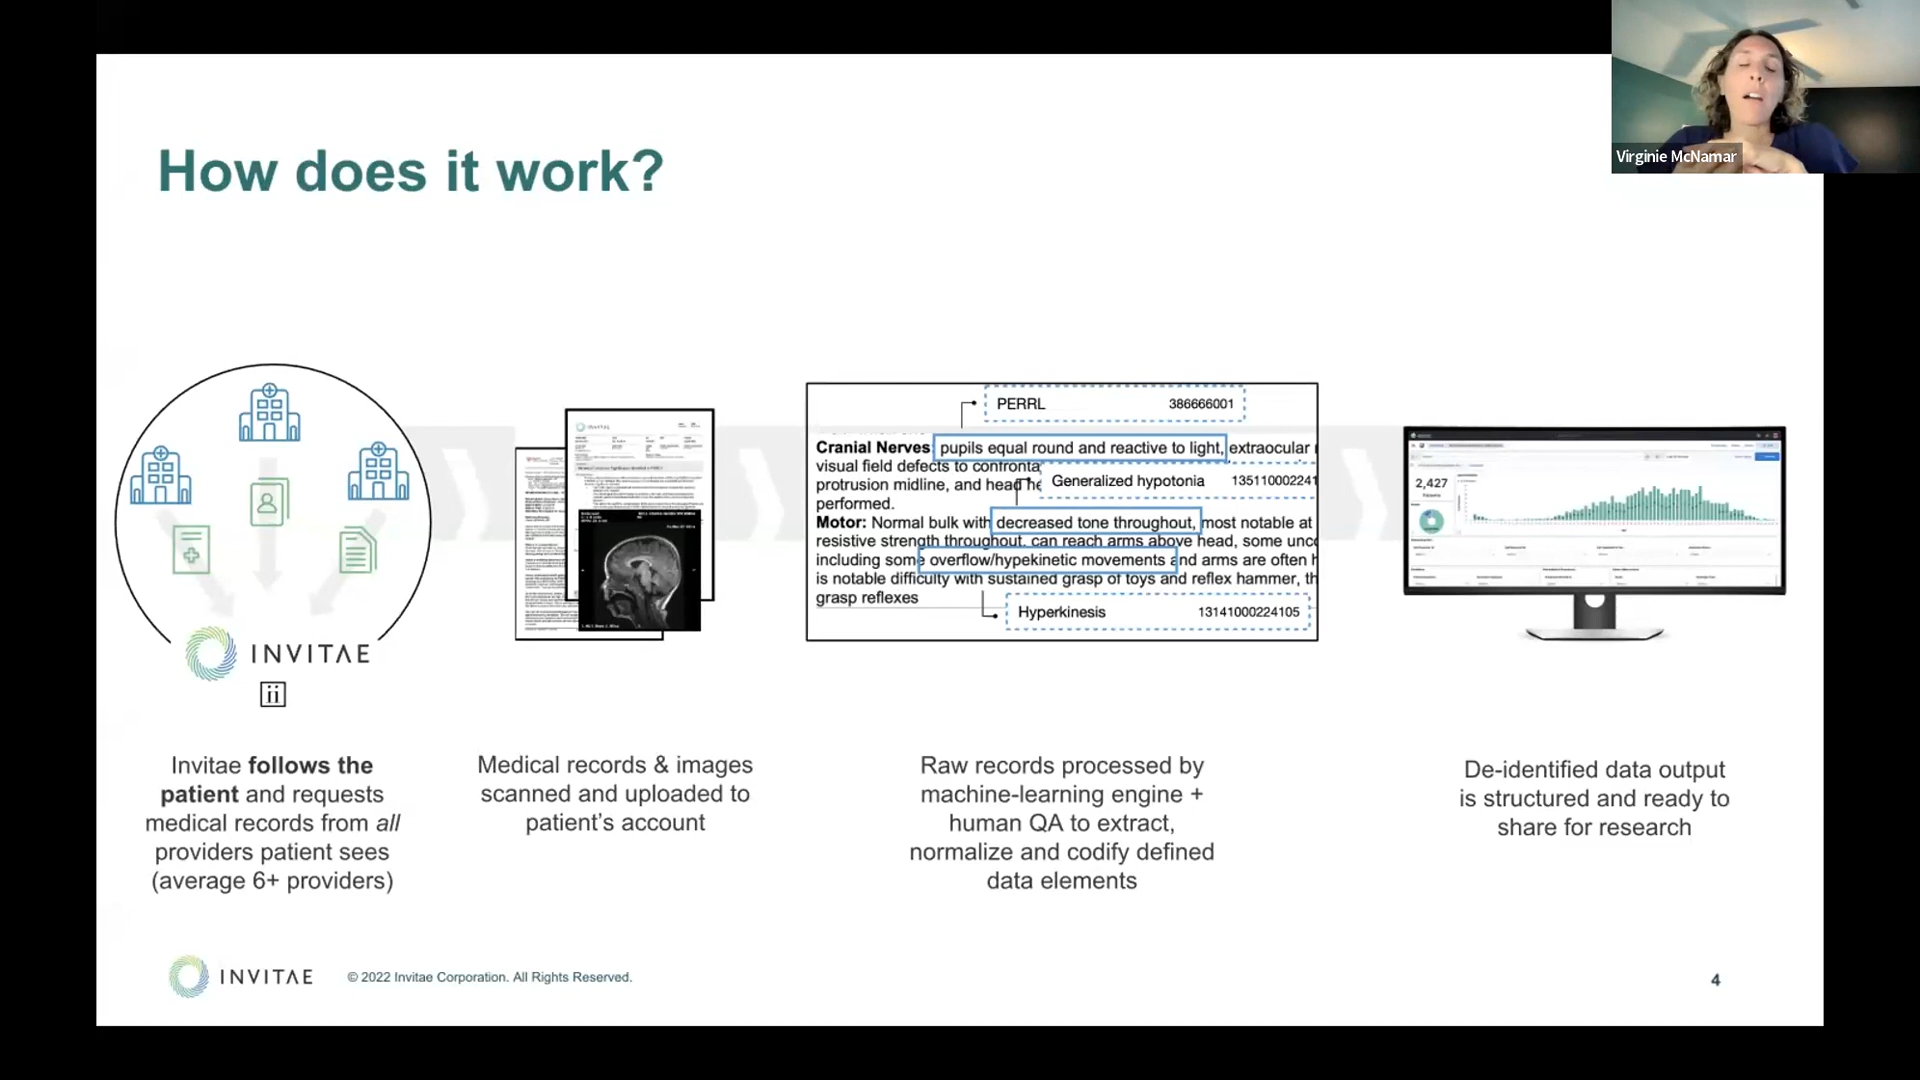 Virginie McNamar
How does it work?
INVITAE
ii
Invitae follows the
patient and requests
medical records from all
providers patient sees
(average 6+ providers)
INVITAE
Medical records & images
scanned and uploaded to
patient's account
PERRL 386666001
Cranial Nerves: pupils equal round and reactive to light, extraocular
visual field defects to confronta
Generalized hypotonia 135110002241
protrusion midline, and head he
performed.
Motor: Normal bulk with decreased tone throughout, most notable at
resistive strength throughout, can reach arms above head, some unco
including some overflow/hypekinetic movements and arms are often h
is notable difficulty with sustained grasp of toys and reflex hammer, th
grasp reflexes
Hyperkinesis 13141000224105
Raw records processed by
machine-learning engine +
human QA to extract,
normalize and codify defined
data elements
2,427
De-identified data output
is structured and ready to
share for research
INVITAE © 2022 Invitae Corporation. All Rights Reserved.
4